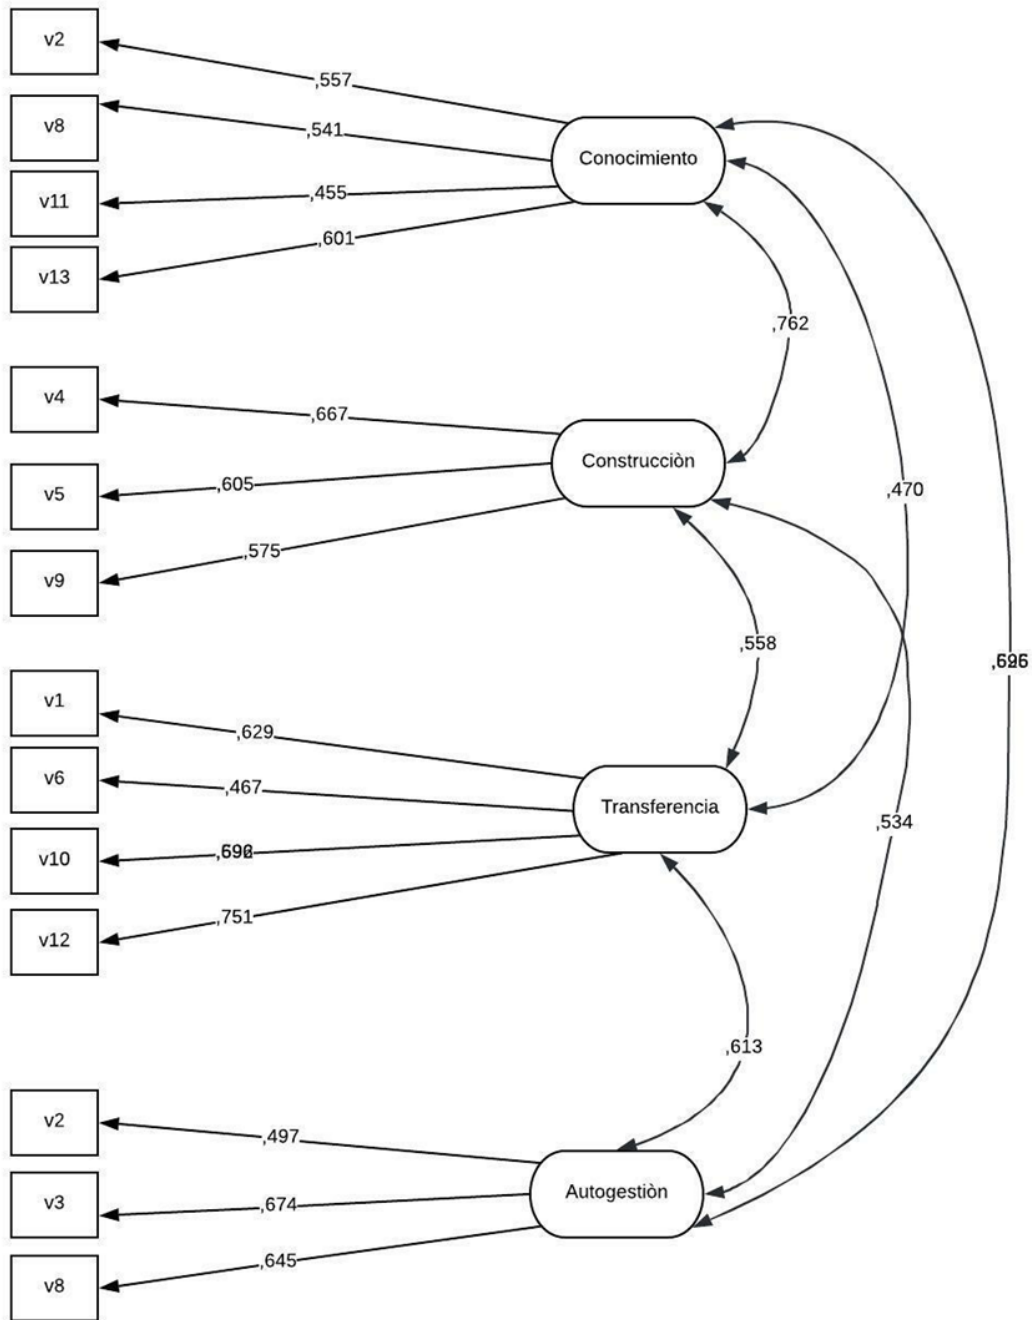 v2
,557
v8
,541
v11
,455
v13
,601
Conocimiento
,762
v4
,667
v5
,605
v9
,575
Construcciòn
,470
,558
v1
,629
v6
,467
v10
v12
,751
Transferencia
,534
,613
v2
,497
v3
,674
v8
,645
Autogestiòn